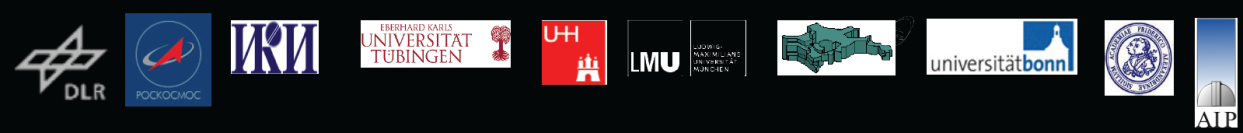 DLR
РОСКОСМОС
ИКИ
EBERHARD KARLS
UNIVERSITÄT
TÜBINGEN
UHH
LMU
LUDWIG-
MAXIMILIANS-
UNIVERSITÄT
MÜNCHEN
universitätbonn
AIP